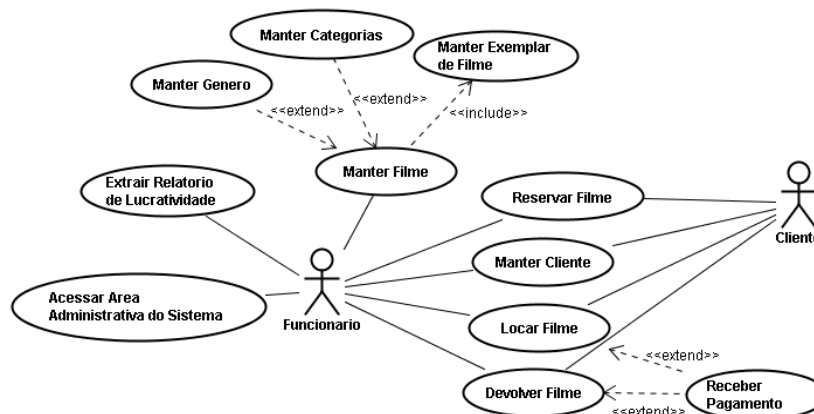 Manter Categorias
Manter Exemplar
de Filme
Manter Genero
<<extend>>
<<extend>>
<<include>>
Manter Filme
Extrair Relatorio
de Lucratividade
Reservar Filme
Cliente
Manter Cliente
Acessar Area
Administrativa do Sistema
Funcionario
Locar Filme
<<extend>>
Devolver Filme
Receber
Pagamento
<<extend>>